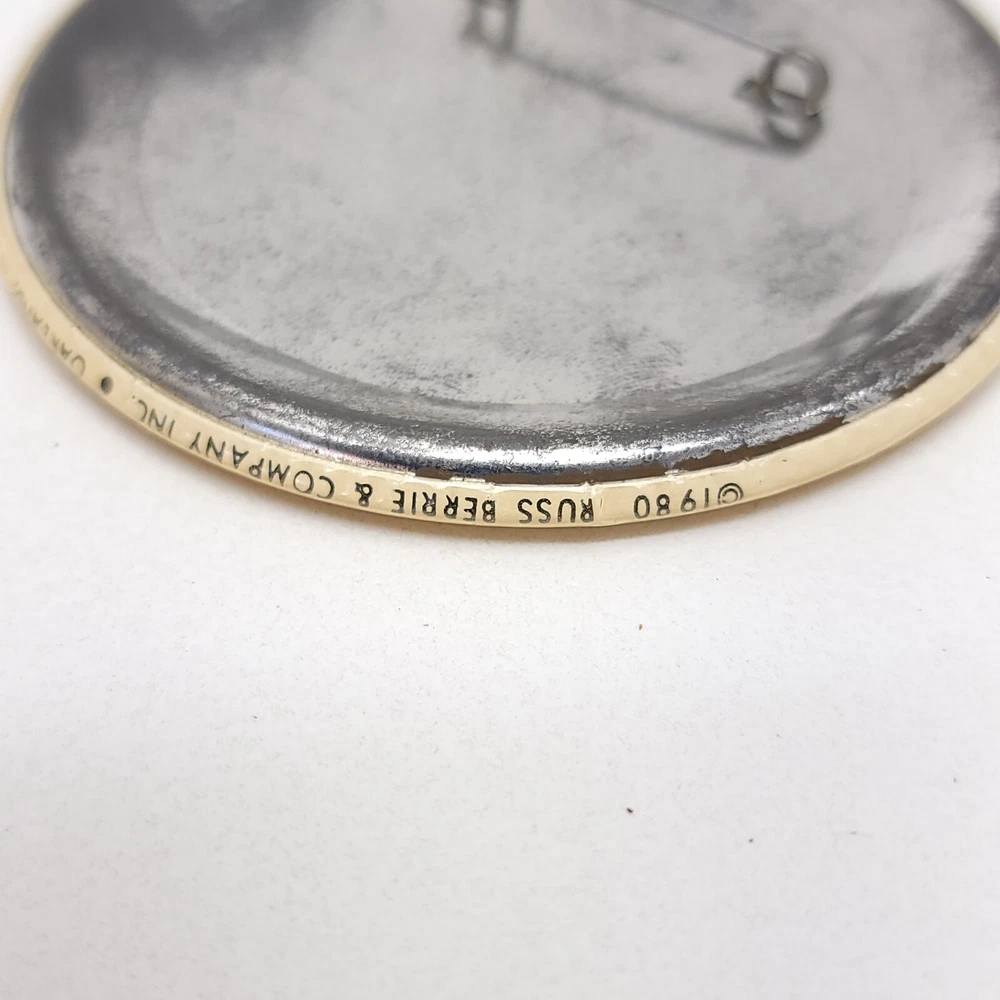 ©1980 RUSS BERRIE & COMPANY INC. •